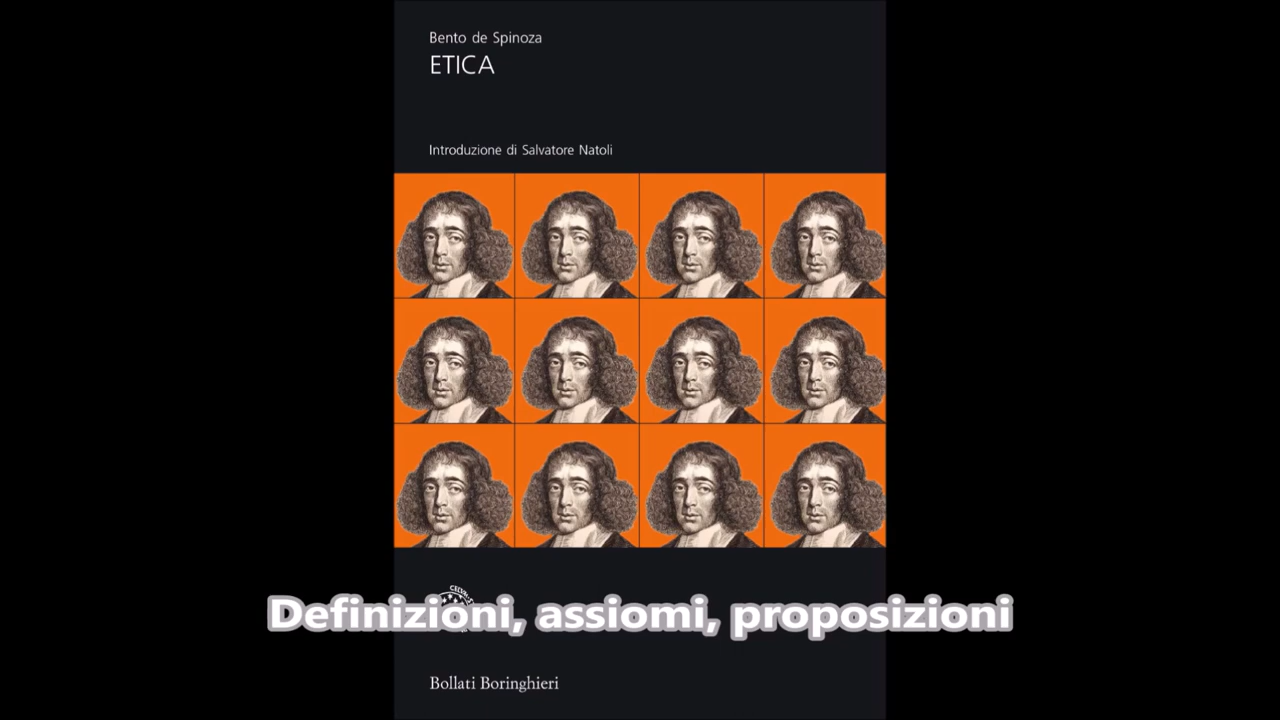 Bento de Spinoza
ETICA
Introduzione di Salvatore Natoli
Definizioni, assiomi, proposizioni
Bollati Boringhieri